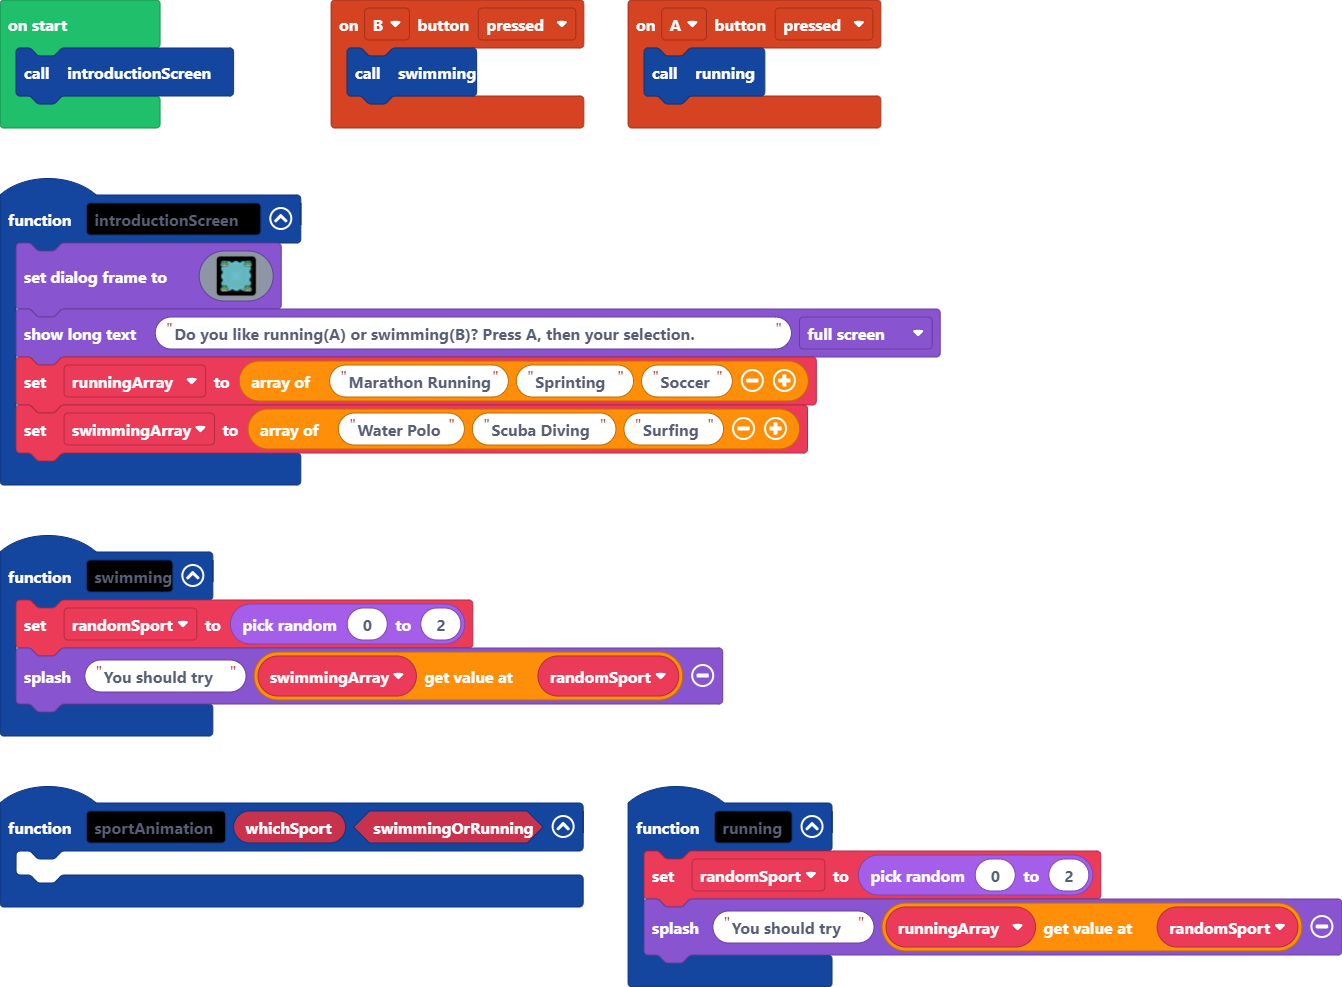 on start
call introductionScreen
on B button pressed
call swimming
on A button pressed
call running
function introductionScreen
set dialog frame to
show long text "Do you like running(A) or swimming(B)? Press A, then your selection." full screen
set runningArray to array of "Marathon Running" "Sprinting" "Soccer"
set swimmingArray to array of "Water Polo" "Scuba Diving" "Surfing"
function swimming
set randomSport to pick random 0 to 2
splash "You should try " swimmingArray get value at randomSport
function sportAnimation whichSport swimmingOrRunning
function running
set randomSport to pick random 0 to 2
splash "You should try " runningArray get value at randomSport